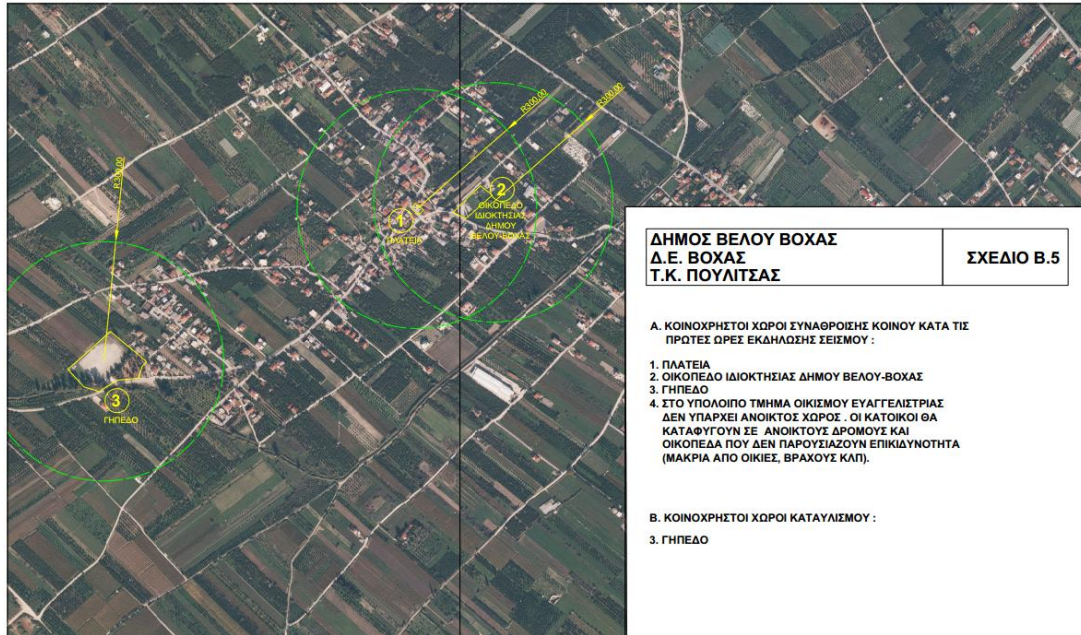 R300,00
R300,00
R300,00
1
ΠΛΑΤΕΙΑ
2
ΟΙΚΟΠΕΔΟ
ΙΔΙΟΚΤΗΣΙΑΣ
ΔΗΜΟΥ
ΒΕΛΟΥ-ΒΟΧΑΣ
3
ΓΗΠΕΔΟ
ΔΗΜΟΣ ΒΕΛΟΥ ΒΟΧΑΣ
Δ.Ε. ΒΟΧΑΣ
Τ.Κ. ΠΟΥΛΙΤΣΑΣ
ΣΧΕΔΙΟ Β.5
Α. ΚΟΙΝΟΧΡΗΣΤΟΙ ΧΩΡΟΙ ΣΥΝΑΘΡΟΙΣΗΣ ΚΟΙΝΟΥ ΚΑΤΑ ΤΙΣ
ΠΡΩΤΕΣ ΩΡΕΣ ΕΚΔΗΛΩΣΗΣ ΣΕΙΣΜΟΥ :
1. ΠΛΑΤΕΙΑ
2. ΟΙΚΟΠΕΔΟ ΙΔΙΟΚΤΗΣΙΑΣ ΔΗΜΟΥ ΒΕΛΟΥ-ΒΟΧΑΣ
3. ΓΗΠΕΔΟ
4. ΣΤΟ ΥΠΟΛΟΙΠΟ ΤΜΗΜΑ ΟΙΚΙΣΜΟΥ ΕΥΑΓΓΕΛΙΣΤΡΙΑΣ
ΔΕΝ ΥΠΑΡΧΕΙ ΑΝΟΙΚΤΟΣ ΧΩΡΟΣ . ΟΙ ΚΑΤΟΙΚΟΙ ΘΑ
ΚΑΤΑΦΥΓΟΥΝ ΣΕ ΑΝΟΙΚΤΟΥΣ ΔΡΟΜΟΥΣ ΚΑΙ
ΟΙΚΟΠΕΔΑ ΠΟΥ ΔΕΝ ΠΑΡΟΥΣΙΑΖΟΥΝ ΕΠΙΚΙΔΥΝΟΤΗΤΑ
(ΜΑΚΡΙΑ ΑΠΟ ΟΙΚΙΕΣ, ΒΡΑΧΟΥΣ ΚΛΠ).
Β. ΚΟΙΝΟΧΡΗΣΤΟΙ ΧΩΡΟΙ ΚΑΤΑΥΛΙΣΜΟΥ :
3. ΓΗΠΕΔΟ